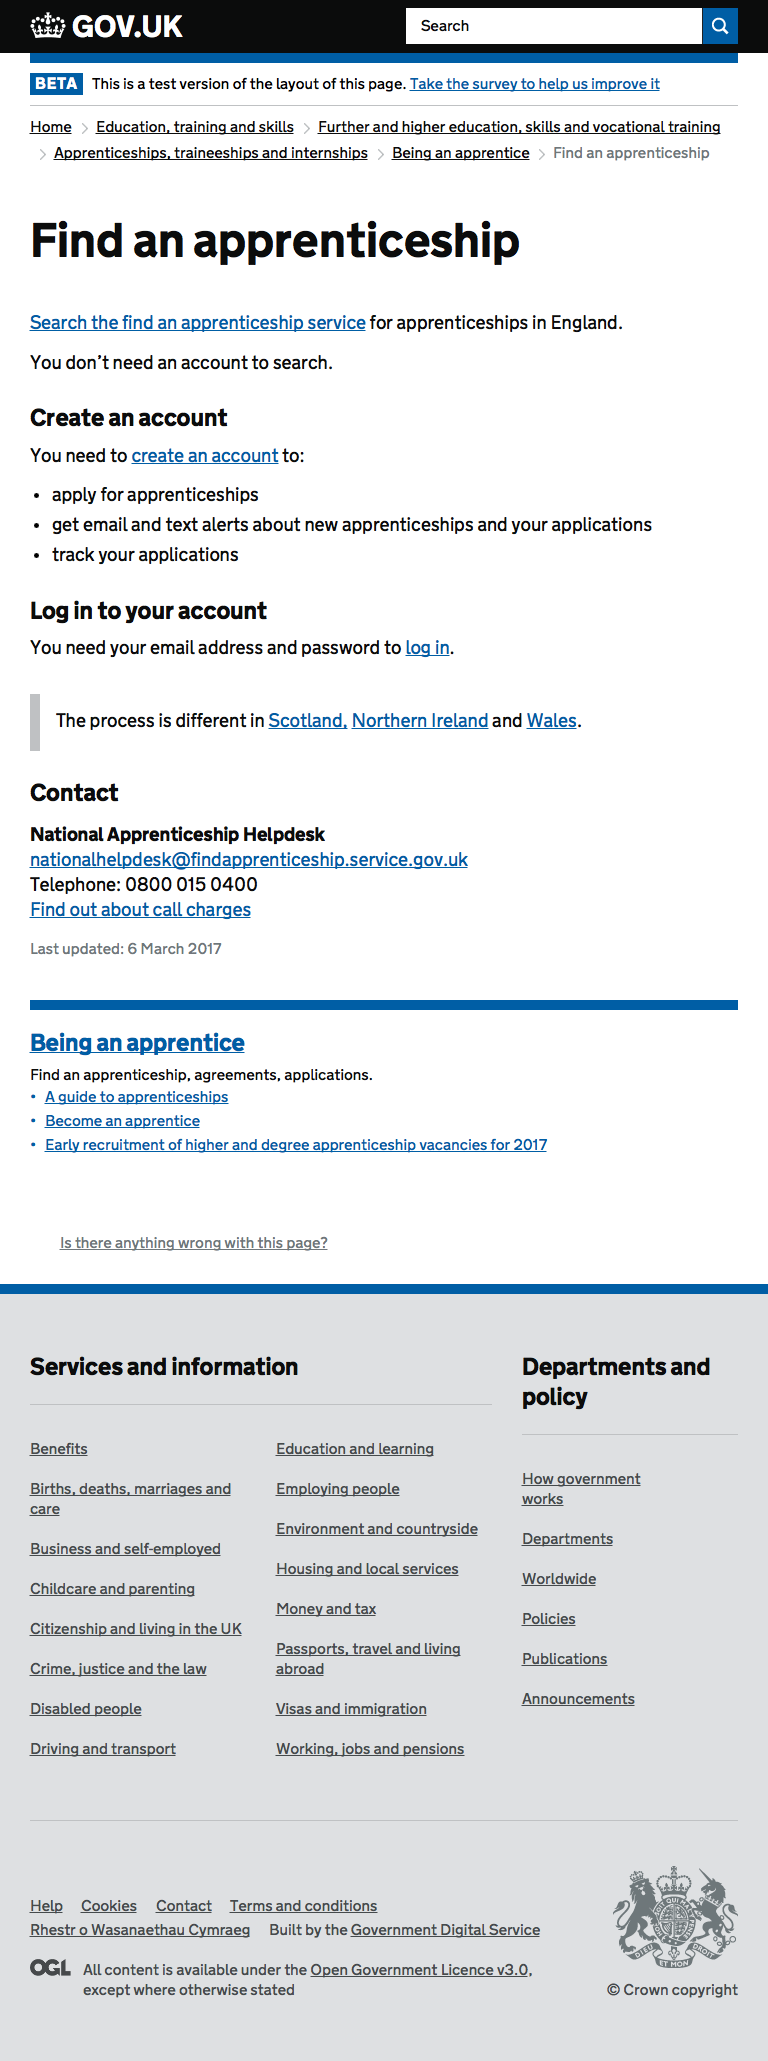 GOV.UK
Search
BETA This is a test version of the layout of this page. Take the survey to help us improve it
Home Education, training and skills Further and higher education, skills and vocational training
Apprenticeships, traineeships and internships Being an apprentice Find an apprenticeship
Find an apprenticeship
Search the find an apprenticeship service for apprenticeships in England.
You don’t need an account to search.
Create an account
You need to create an account to:
• apply for apprenticeships
• get email and text alerts about new apprenticeships and your applications
• track your applications
Log in to your account
You need your email address and password to log in.
The process is different in Scotland, Northern Ireland and Wales.
Contact
National Apprenticeship Helpdesk
nationalhelpdesk@findapprenticeship.service.gov.uk
Telephone: 0800 015 0400
Find out about call charges
Last updated: 6 March 2017
Being an apprentice
Find an apprenticeship, agreements, applications.
• A guide to apprenticeships
• Become an apprentice
• Early recruitment of higher and degree apprenticeship vacancies for 2017
Is there anything wrong with this page?
Services and information
Benefits
Births, deaths, marriages and
care
Business and self-employed
Childcare and parenting
Citizenship and living in the UK
Crime, justice and the law
Disabled people
Driving and transport
Education and learning
Employing people
Environment and countryside
Housing and local services
Money and tax
Passports, travel and living
abroad
Visas and immigration
Working, jobs and pensions
Departments and
policy
How government
works
Departments
Worldwide
Policies
Publications
Announcements
Help Cookies Contact Terms and conditions
Rhestr o Wasanaethau Cymraeg Built by the Government Digital Service
OGL All content is available under the Open Government Licence v3.0,
except where otherwise stated
DIEU ET MON DROIT
© Crown copyright